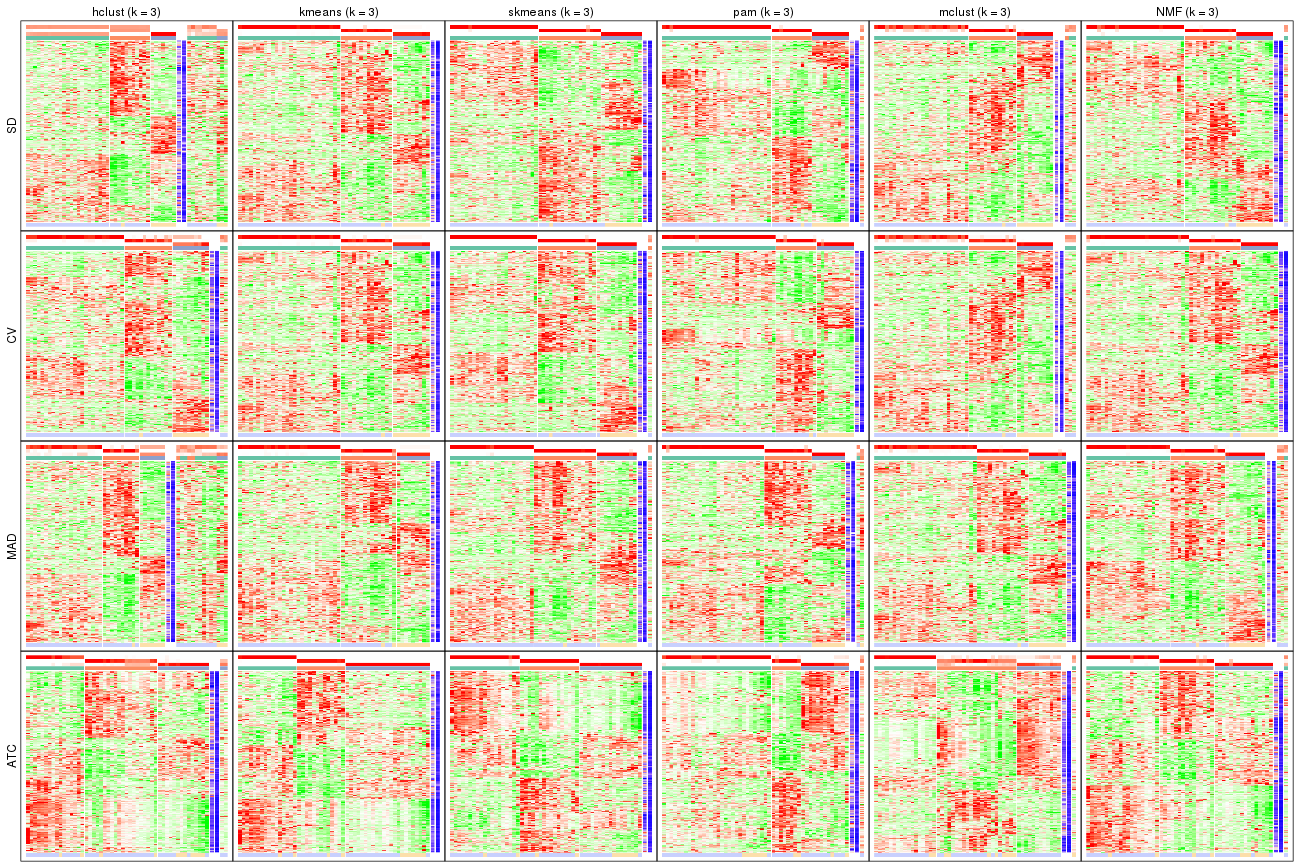 hclust (k = 3) kmeans (k = 3) skmeans (k = 3) pam (k = 3) mclust (k = 3) NMF (k = 3)
SD
CV
MAD
ATC